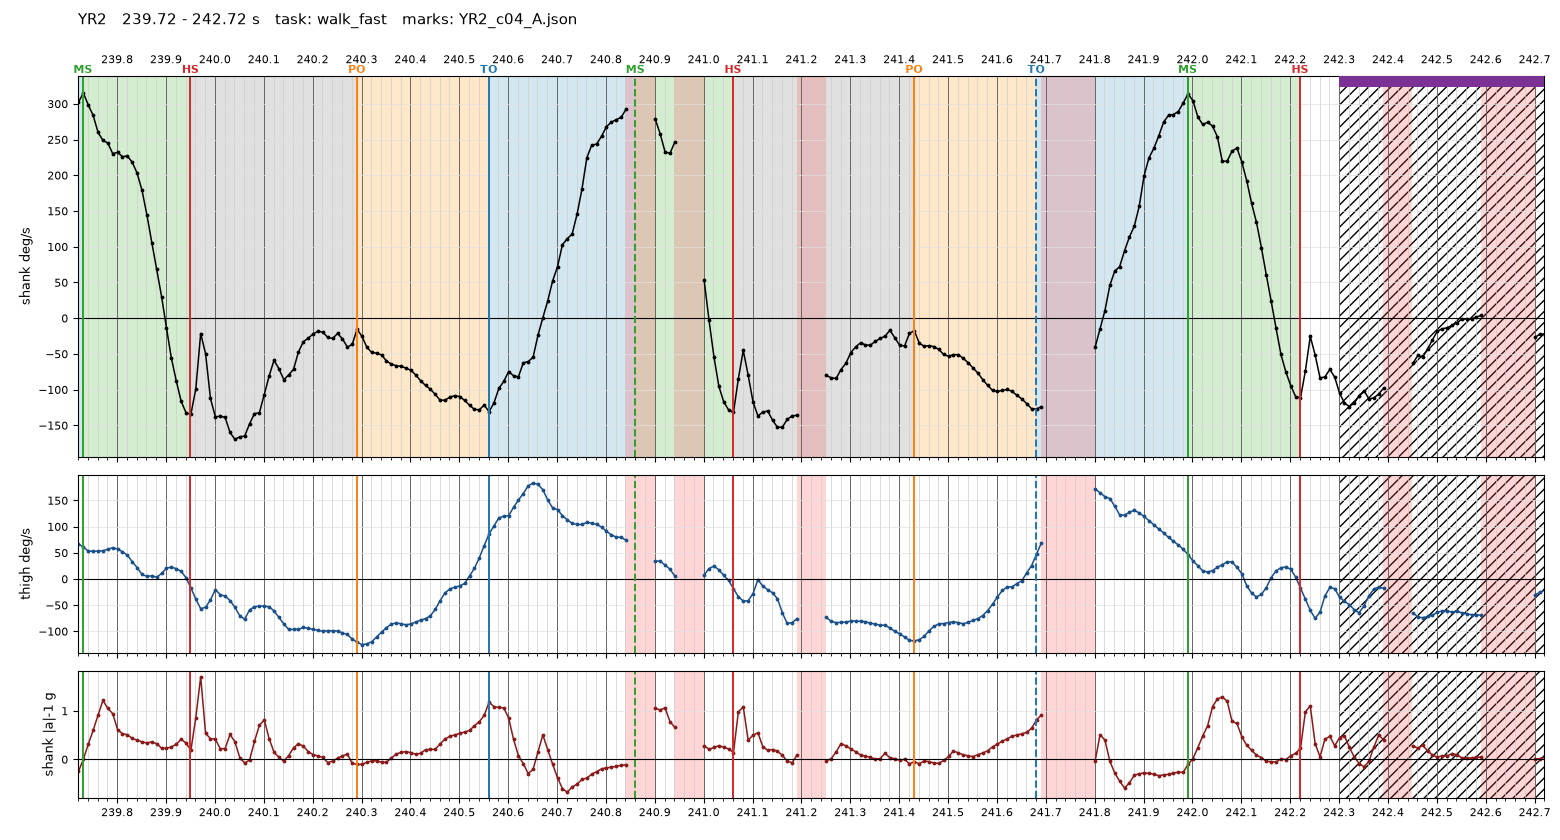 YR2   239.72 - 242.72 s   task: walk_fast   marks: YR2_c04_A.json
239.8 239.9 240.0 240.1 240.2 240.3 240.4 240.5 240.6 240.7 240.8 240.9 241.0 241.1 241.2 241.3 241.4 241.5 241.6 241.7 241.8 241.9 242.0 242.1 242.2 242.3 242.4 242.5 242.6 242.7
MS HS PO TO MS HS PO TO MS HS
shank deg/s
300
250
200
150
100
50
0
−50
−100
−150
thigh deg/s
150
100
50
0
−50
−100
shank |a|-1 g
1
0
239.8 239.9 240.0 240.1 240.2 240.3 240.4 240.5 240.6 240.7 240.8 240.9 241.0 241.1 241.2 241.3 241.4 241.5 241.6 241.7 241.8 241.9 242.0 242.1 242.2 242.3 242.4 242.5 242.6 242.7